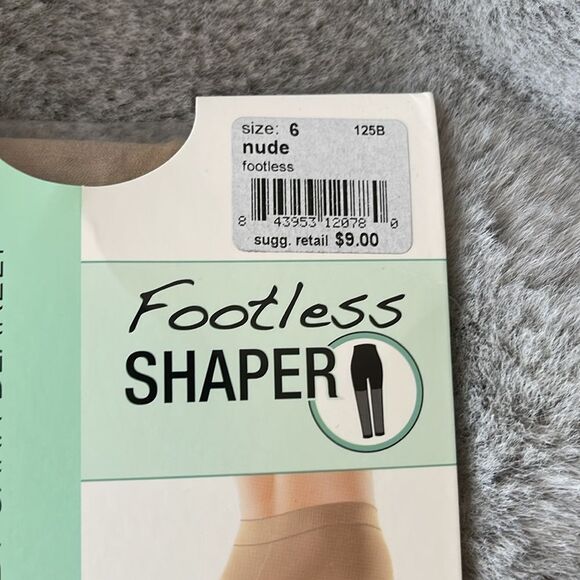 size: 6 125B
nude
footless
8 43953 12078 0
sugg. retail $9.00
Footless
SHAPER